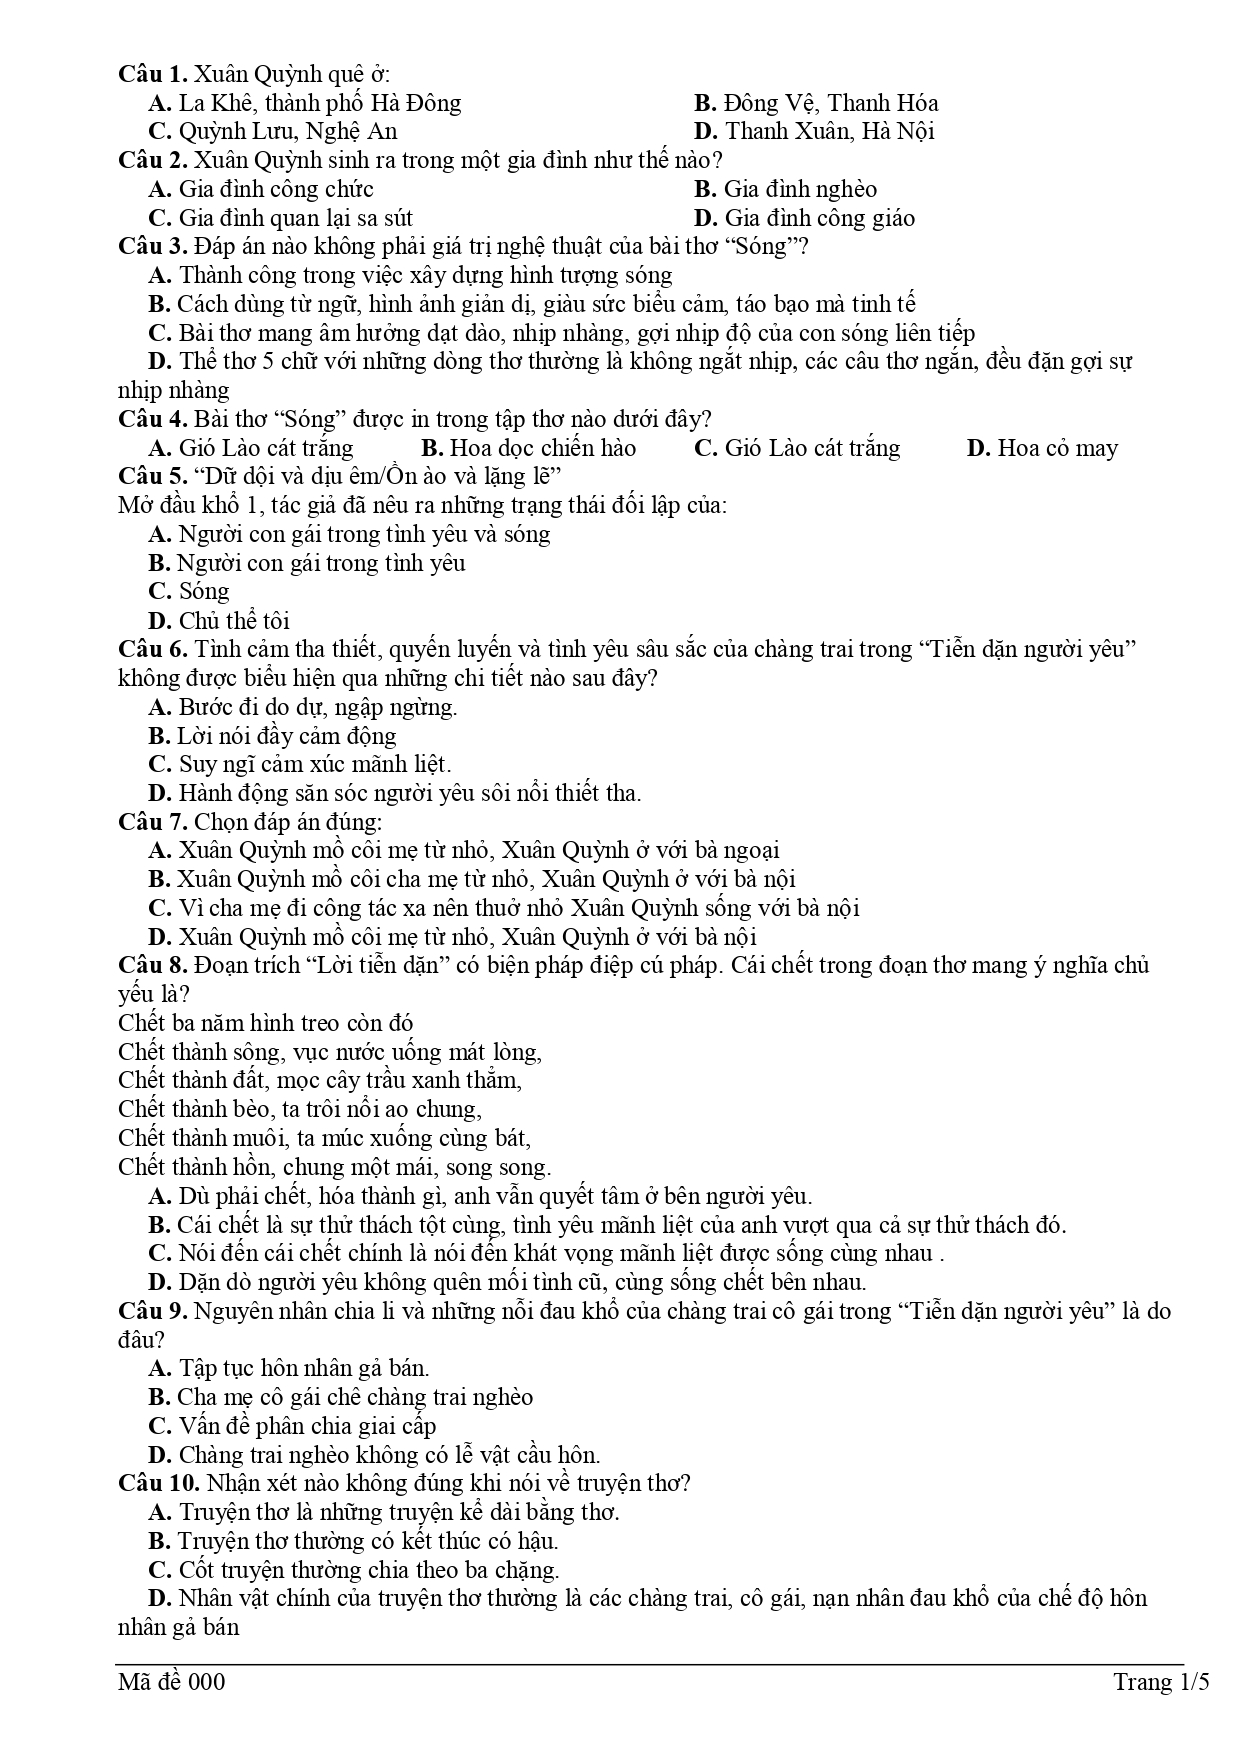 Câu 1. Xuân Quỳnh quê ở:
A. La Khê, thành phố Hà Đông B. Đông Vệ, Thanh Hóa
C. Quỳnh Lưu, Nghệ An D. Thanh Xuân, Hà Nội
Câu 2. Xuân Quỳnh sinh ra trong một gia đình như thế nào?
A. Gia đình công chức B. Gia đình nghèo
C. Gia đình quan lại sa sút D. Gia đình công giáo
Câu 3. Đáp án nào không phải giá trị nghệ thuật của bài thơ “Sóng”?
A. Thành công trong việc xây dựng hình tượng sóng
B. Cách dùng từ ngữ, hình ảnh giản dị, giàu sức biểu cảm, táo bạo mà tinh tế
C. Bài thơ mang âm hưởng dạt dào, nhịp nhàng, gợi nhịp độ của con sóng liên tiếp
D. Thể thơ 5 chữ với những dòng thơ thường là không ngắt nhịp, các câu thơ ngắn, đều đặn gợi sự
nhịp nhàng
Câu 4. Bài thơ “Sóng” được in trong tập thơ nào dưới đây?
A. Gió Lào cát trắng B. Hoa dọc chiến hào C. Gió Lào cát trắng D. Hoa cỏ may
Câu 5. “Dữ dội và dịu êm/Ồn ào và lặng lẽ”
Mở đầu khổ 1, tác giả đã nêu ra những trạng thái đối lập của:
A. Người con gái trong tình yêu và sóng
B. Người con gái trong tình yêu
C. Sóng
D. Chủ thể tôi
Câu 6. Tình cảm tha thiết, quyến luyến và tình yêu sâu sắc của chàng trai trong “Tiễn dặn người yêu”
không được biểu hiện qua những chi tiết nào sau đây?
A. Bước đi do dự, ngập ngừng.
B. Lời nói đầy cảm động
C. Suy ngĩ cảm xúc mãnh liệt.
D. Hành động săn sóc người yêu sôi nổi thiết tha.
Câu 7. Chọn đáp án đúng:
A. Xuân Quỳnh mồ côi mẹ từ nhỏ, Xuân Quỳnh ở với bà ngoại
B. Xuân Quỳnh mồ côi cha mẹ từ nhỏ, Xuân Quỳnh ở với bà nội
C. Vì cha mẹ đi công tác xa nên thuở nhỏ Xuân Quỳnh sống với bà nội
D. Xuân Quỳnh mồ côi mẹ từ nhỏ, Xuân Quỳnh ở với bà nội
Câu 8. Đoạn trích “Lời tiễn dặn” có biện pháp điệp cú pháp. Cái chết trong đoạn thơ mang ý nghĩa chủ
yếu là?
Chết ba năm hình treo còn đó
Chết thành sông, vục nước uống mát lòng,
Chết thành đất, mọc cây trầu xanh thẳm,
Chết thành bèo, ta trôi nổi ao chung,
Chết thành muôi, ta múc xuống cùng bát,
Chết thành hồn, chung một mái, song song.
A. Dù phải chết, hóa thành gì, anh vẫn quyết tâm ở bên người yêu.
B. Cái chết là sự thử thách tột cùng, tình yêu mãnh liệt của anh vượt qua cả sự thử thách đó.
C. Nói đến cái chết chính là nói đến khát vọng mãnh liệt được sống cùng nhau .
D. Dặn dò người yêu không quên mối tình cũ, cùng sống chết bên nhau.
Câu 9. Nguyên nhân chia li và những nỗi đau khổ của chàng trai cô gái trong “Tiễn dặn người yêu” là do
đâu?
A. Tập tục hôn nhân gả bán.
B. Cha mẹ cô gái chê chàng trai nghèo
C. Vấn đề phân chia giai cấp
D. Chàng trai nghèo không có lễ vật cầu hôn.
Câu 10. Nhận xét nào không đúng khi nói về truyện thơ?
A. Truyện thơ là những truyện kể dài bằng thơ.
B. Truyện thơ thường có kết thúc có hậu.
C. Cốt truyện thường chia theo ba chặng.
D. Nhân vật chính của truyện thơ thường là các chàng trai, cô gái, nạn nhân đau khổ của chế độ hôn
nhân gả bán
Mã đề 000 Trang 1/5